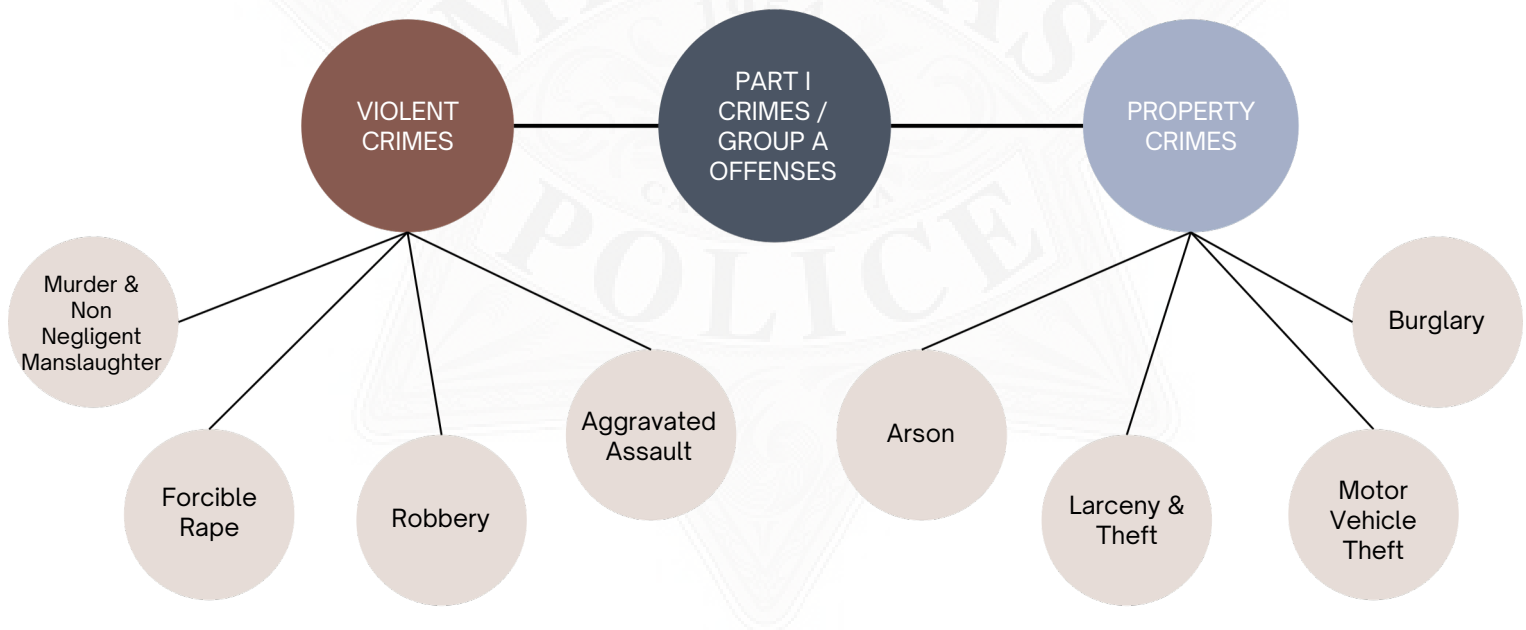 VIOLENT
CRIMES
PART I
CRIMES /
GROUP A
OFFENSES
PROPERTY
CRIMES
Murder &
Non
Negligent
Manslaughter
Forcible
Rape
Robbery
Aggravated
Assault
Arson
Larceny &
Theft
Motor
Vehicle
Theft
Burglary
POLICE